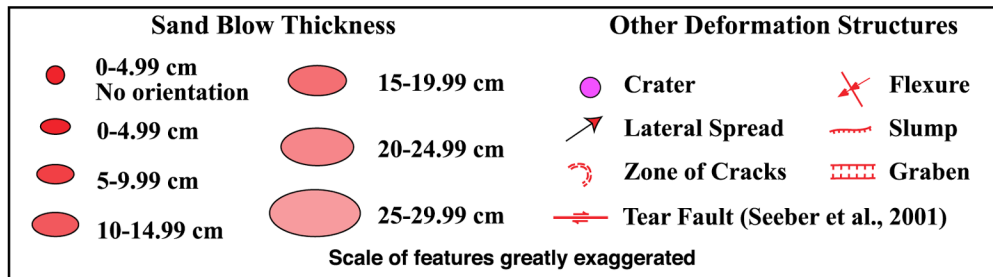 Sand Blow Thickness
0-4.99 cm
No orientation
0-4.99 cm
5-9.99 cm
10-14.99 cm
15-19.99 cm
20-24.99 cm
25-29.99 cm
Other Deformation Structures
Crater
Lateral Spread
Zone of Cracks
Flexure
Slump
Graben
Tear Fault (Seeber et al., 2001)
Scale of features greatly exaggerated